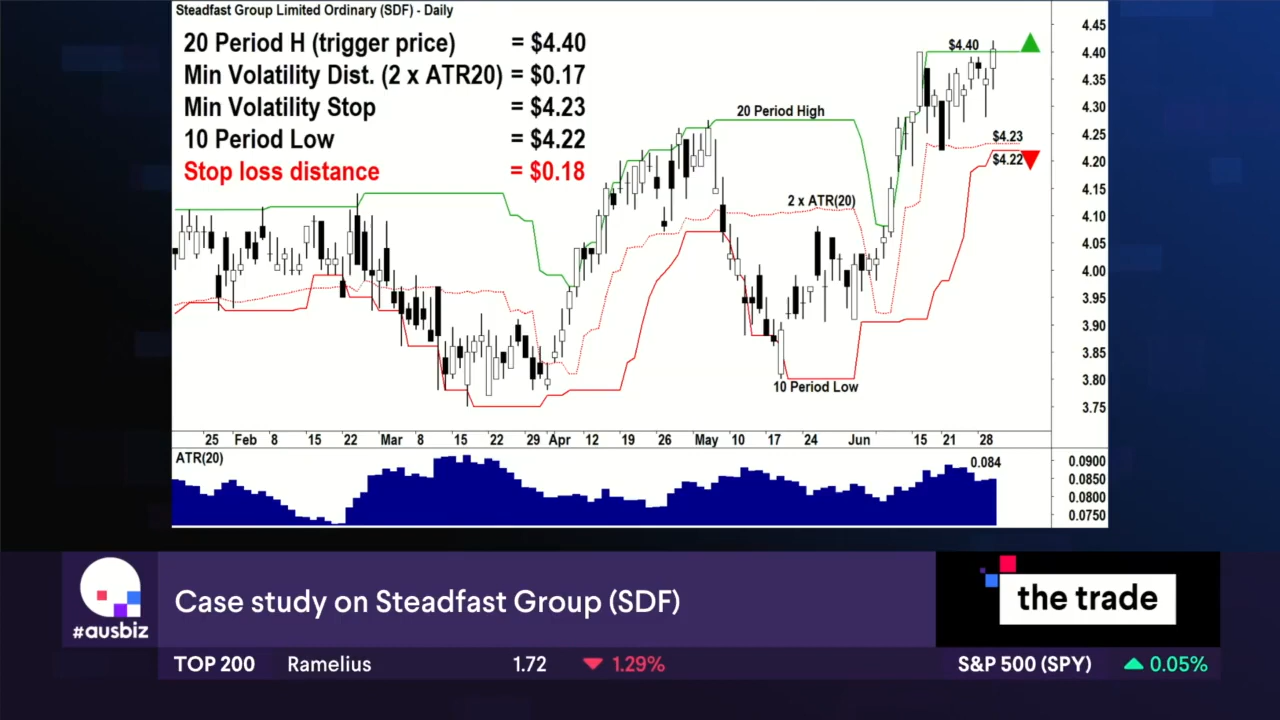 Steadfast Group Limited Ordinary (SDF) - Daily
20 Period H (trigger price) = $4.40
Min Volatility Dist. (2 x ATR20) = $0.17
Min Volatility Stop = $4.23
10 Period Low = $4.22
Stop loss distance = $0.18
$4.40
20 Period High
$4.23
$4.22
2 x ATR(20)
10 Period Low
4.45
4.40
4.35
4.30
4.25
4.20
4.15
4.10
4.05
4.00
3.95
3.90
3.85
3.80
3.75
25 Feb 8 15 22 Mar 8 15 22 29 Apr 12 19 26 May 10 17 24 Jun 15 21 28
ATR(20)
0.084
0.0900
0.0850
0.0800
0.0750
#ausbiz
Case study on Steadfast Group (SDF)
the trade
TOP 200 Ramelius 1.72 1.29% S&P 500 (SPY) 0.05%